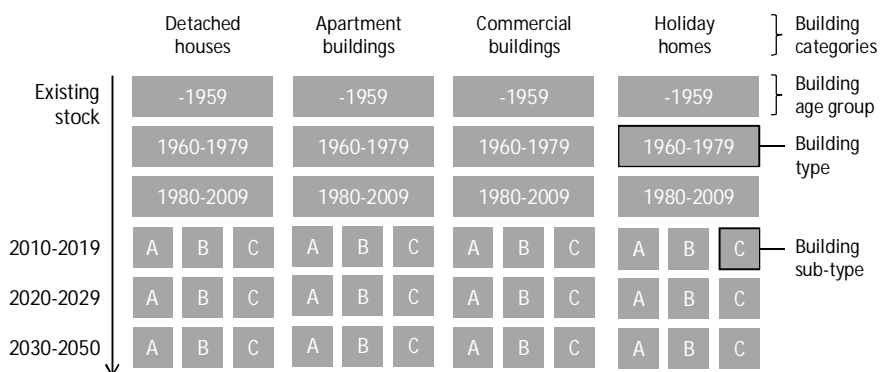 Detached houses
Apartment buildings
Commercial buildings
Holiday homes
Building categories
Existing stock
-1959
-1959
-1959
-1959
Building age group
1960-1979
1960-1979
1960-1979
1960-1979
Building type
1980-2009
1980-2009
1980-2009
1980-2009
2010-2019
A B C
A B C
A B C
A B C
Building sub-type
2020-2029
A B C
A B C
A B C
A B C
2030-2050
A B C
A B C
A B C
A B C